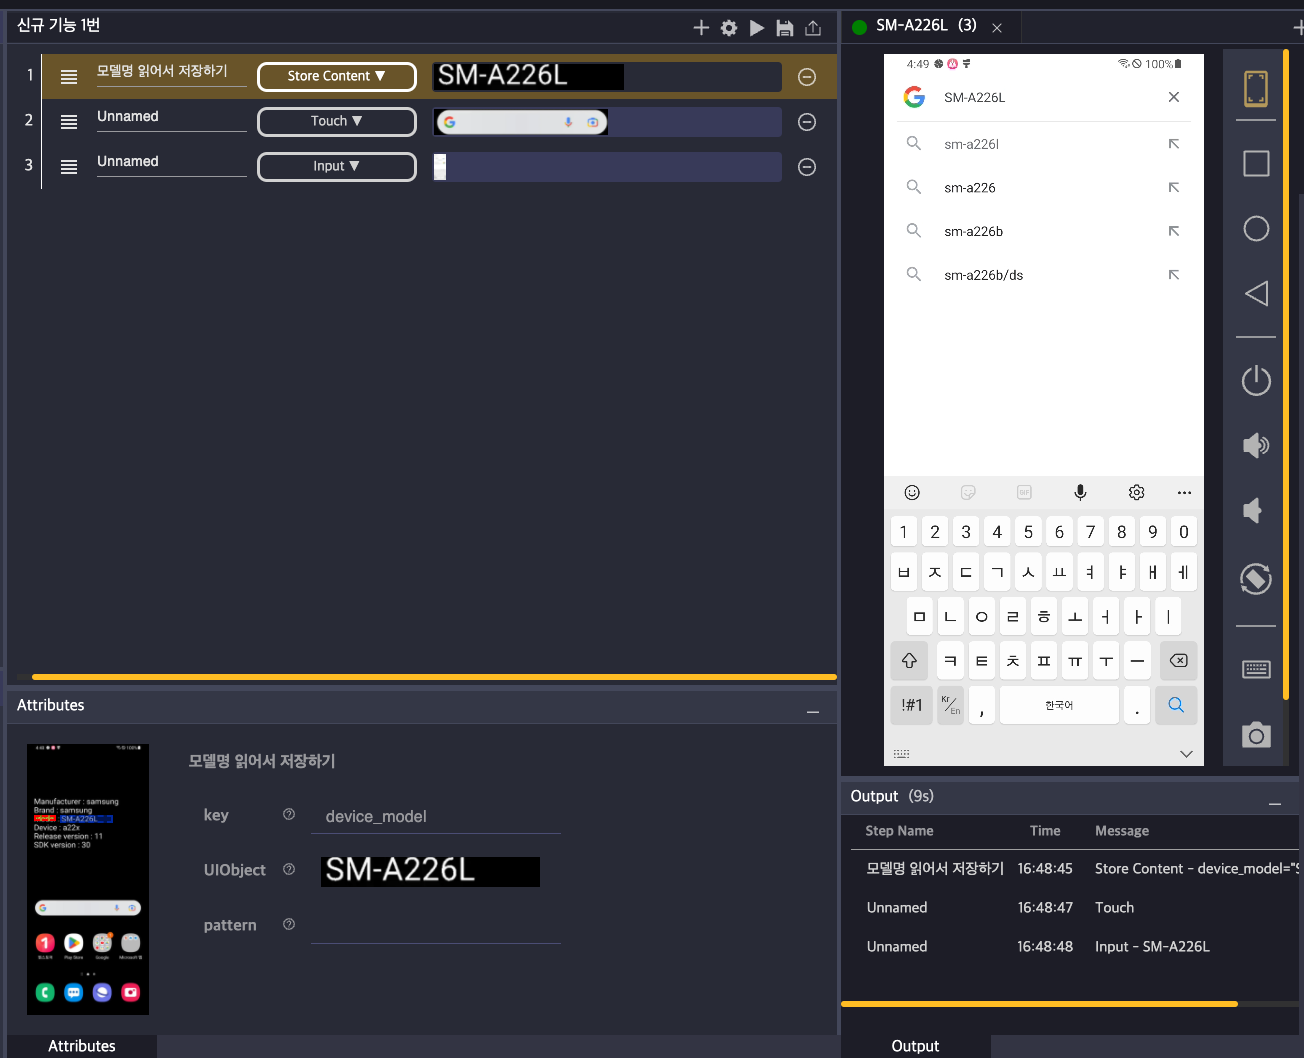 신규 기능 1번
1
모델명 읽어서 저장하기
Store Content ▼
SM-A226L
2
Unnamed
Touch ▼
3
Unnamed
Input ▼
Attributes
모델명 읽어서 저장하기
key
device_model
UIObject
SM-A226L
pattern
Manufacturer : samsung
Brand : samsung
SM-A226L
Device : a22x
Release version : 11
SDK version : 30
Play Store
Google
Attributes
SM-A226L (3)
4:49
100%
SM-A226L
sm-a226l
sm-a226
sm-a226b
sm-a226b/ds
GIF
1 2 3 4 5 6 7 8 9 0
ㅂ ㅈ ㄷ ㄱ ㅅ ㅛ ㅕ ㅑ ㅐ ㅔ
ㅁ ㄴ ㅇ ㄹ ㅎ ㅗ ㅓ ㅏ ㅣ
ㅋ ㅌ ㅊ ㅍ ㅠ ㅜ ㅡ
!#1 Kr/En , 한국어 .
Output (9s)
Step Name Time Message
모델명 읽어서 저장하기 16:48:45 Store Content - device_model="S
Unnamed 16:48:47 Touch
Unnamed 16:48:48 Input - SM-A226L
Output